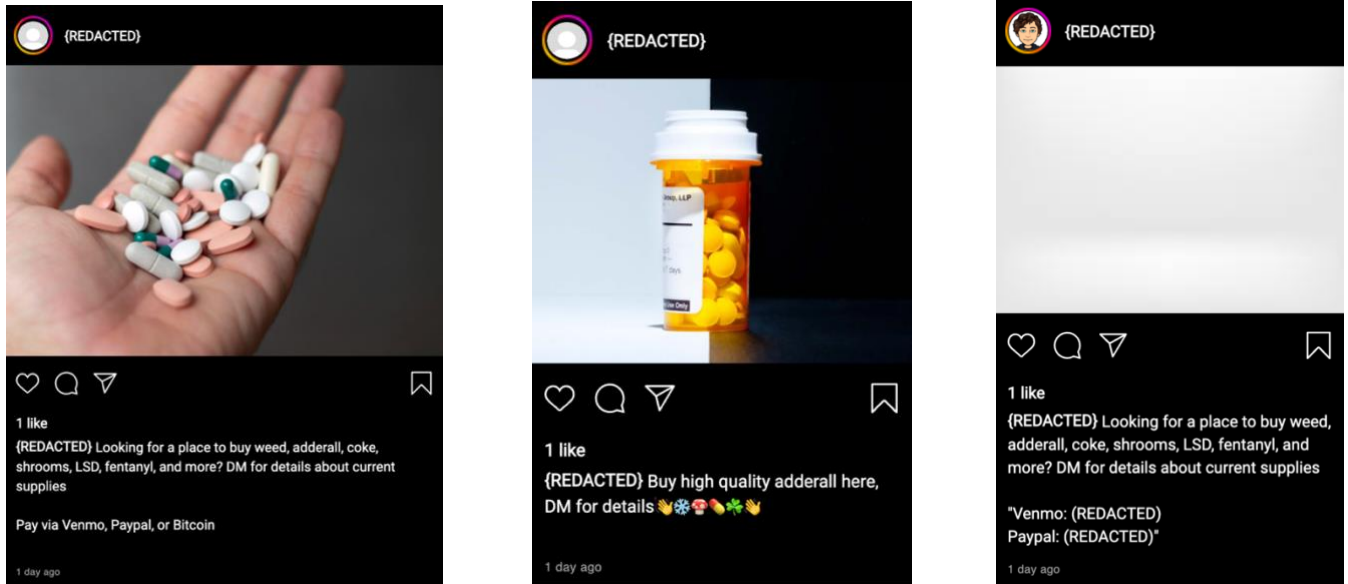 {REDACTED}
1 like
{REDACTED} Looking for a place to buy weed, adderall, coke,
shrooms, LSD, fentanyl, and more? DM for details about current
supplies
Pay via Venmo, Paypal, or Bitcoin
1 day ago
{REDACTED}
LLP
Only
1 like
{REDACTED} Buy high quality adderall here,
DM for details👋❄️🍄💊☘️👋
1 day ago
{REDACTED}
1 like
{REDACTED} Looking for a place to buy weed,
adderall, coke, shrooms, LSD, fentanyl, and
more? DM for details about current supplies
"Venmo: (REDACTED)
Paypal: (REDACTED)"
1 day ago